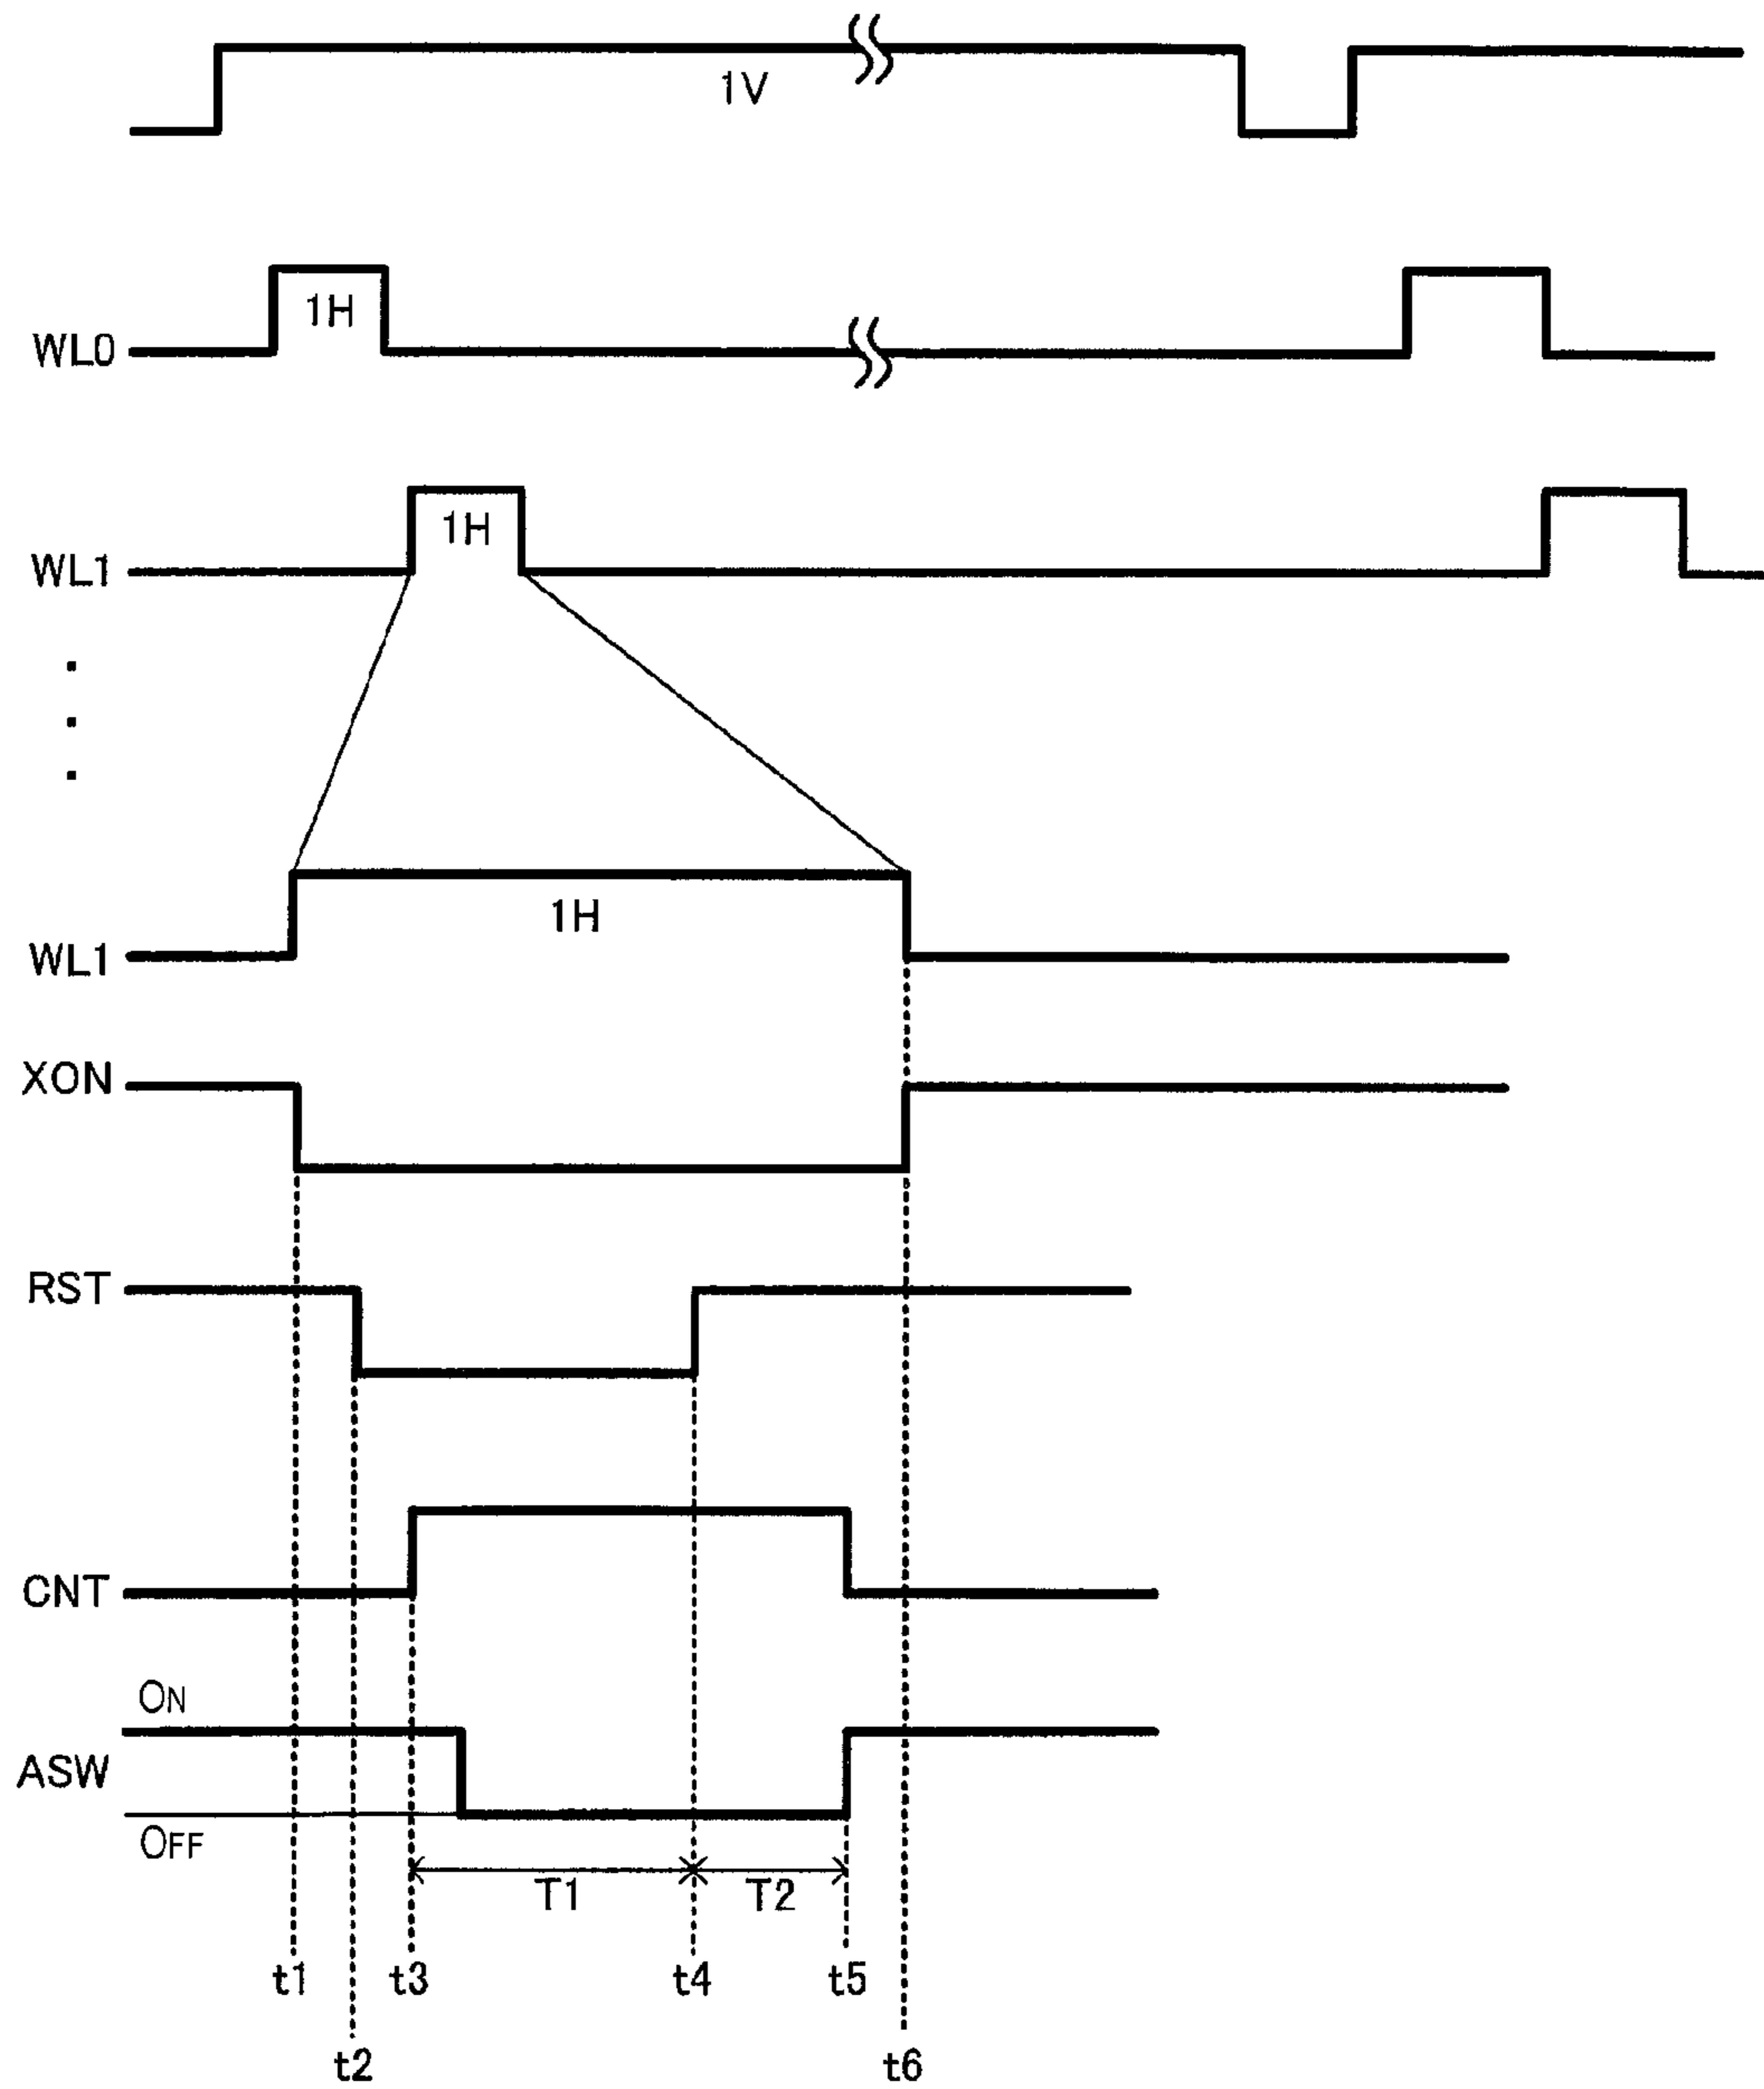 1V
1H
WL0
1H
WL1
1H
WL1
XON
RST
CNT
ON
ASW
OFF
T1 T2
t1 t3 t4 t5
t2 t6